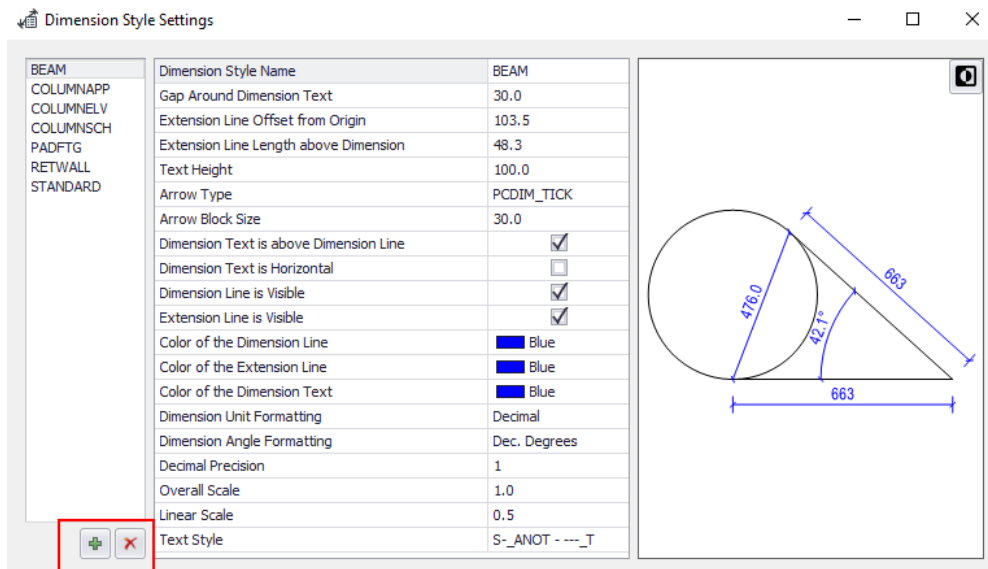 Dimension Style Settings
BEAM
COLUMNAPP
COLUMNELV
COLUMNSCH
PADFTG
RETWALL
STANDARD
Dimension Style Name BEAM
Gap Around Dimension Text 30.0
Extension Line Offset from Origin 103.5
Extension Line Length above Dimension 48.3
Text Height 100.0
Arrow Type PCDIM_TICK
Arrow Block Size 30.0
Dimension Text is above Dimension Line
Dimension Text is Horizontal
Dimension Line is Visible
Extension Line is Visible
Color of the Dimension Line Blue
Color of the Extension Line Blue
Color of the Dimension Text Blue
Dimension Unit Formatting Decimal
Dimension Angle Formatting Dec. Degrees
Decimal Precision 1
Overall Scale 1.0
Linear Scale 0.5
Text Style S-_ANOT - ---_T
663
476.0
42.1°
663